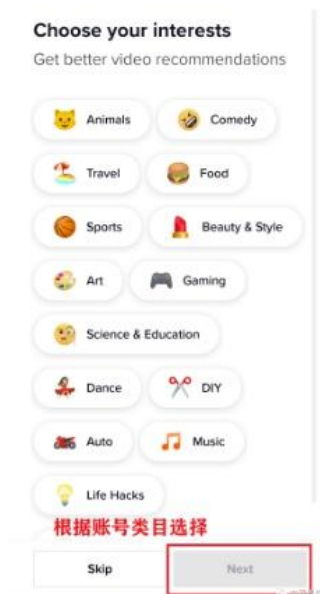 Choose your interests
Get better video recommendations
Animals
Comedy
Travel
Food
Sports
Beauty & Style
Art
Gaming
Science & Education
Dance
DIY
Auto
Music
Life Hacks
根据账号类目选择
Skip
Next